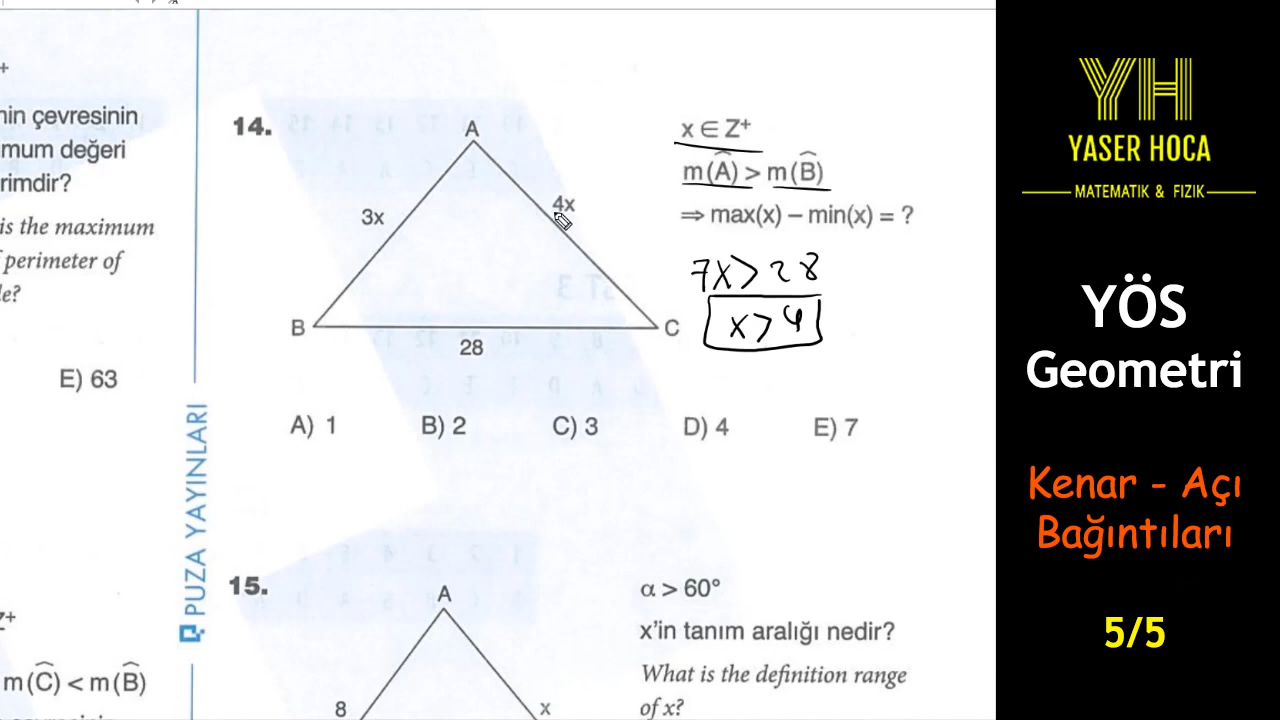 +
nin çevresinin
mum değeri
rimdir?
is the maximum
f perimeter of
le?
E) 63
Z⁺
m(Ĉ) < m(B̂)
PUZA YAYINLARI
14.
A
3x
4x
B
C
28
x ∈ Z⁺
m(Â) > m(B̂)
⇒ max(x) – min(x) = ?
7x > 28
x > 4
A) 1
B) 2
C) 3
D) 4
E) 7
15.
A
8
x
α > 60°
x'in tanım aralığı nedir?
What is the definition range
of x?
YH
YASER HOCA
MATEMATIK & FIZIK
YÖS
Geometri
Kenar - Açı
Bağıntıları
5/5